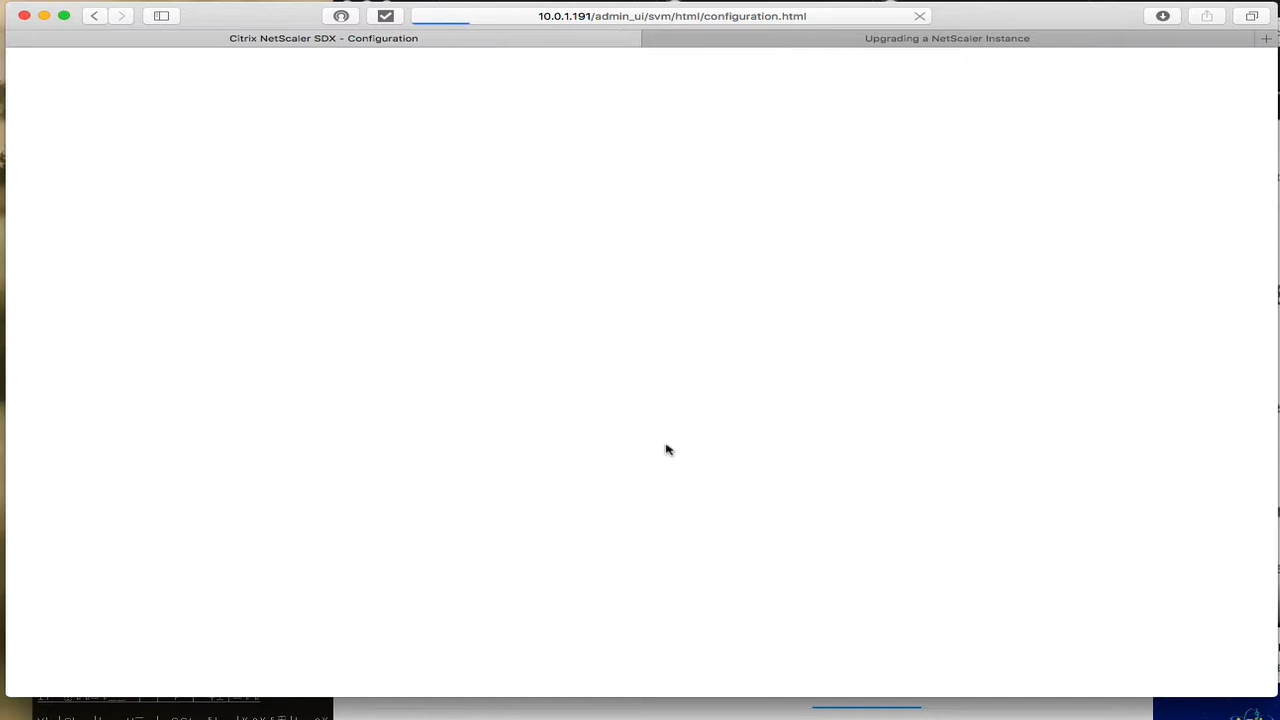 10.0.1.191/admin_ui/svm/html/configuration.html
Citrix NetScaler SDX - Configuration
Upgrading a NetScaler Instance